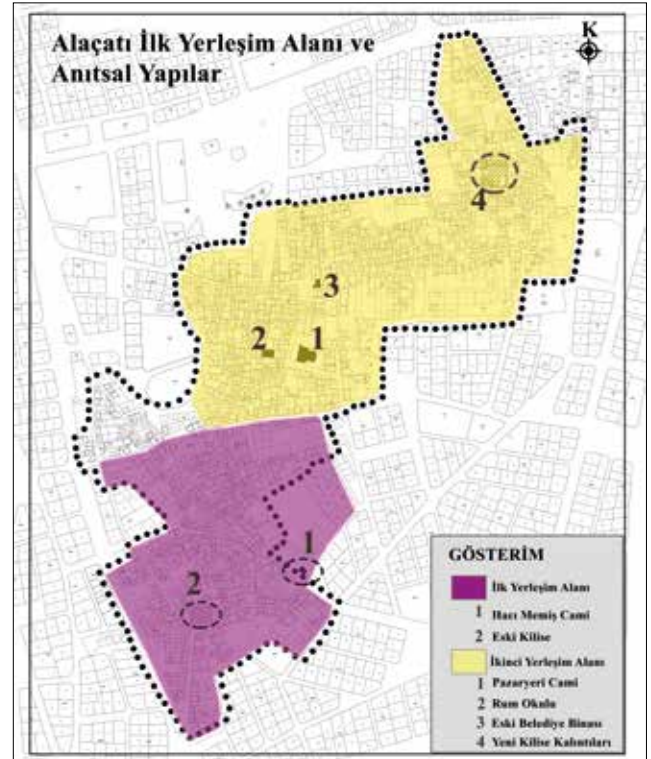 Alaçatı İlk Yerleşim Alanı ve
Anıtsal Yapılar
K
4
3
2
1
1
2
GÖSTERİM
İlk Yerleşim Alanı
1 Hacı Memiş Cami
2 Eski Kilise
İkinci Yerleşim Alanı
1 Pazaryeri Cami
2 Rum Okulu
3 Eski Belediye Binası
4 Yeni Kilise Kalıntıları